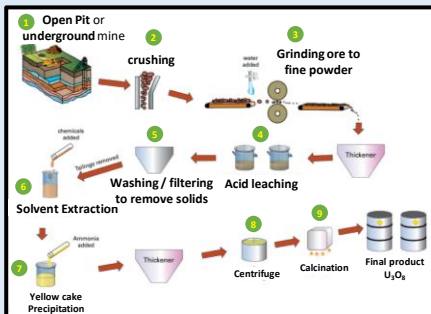 1 Open Pit or
underground mine
2
crushing
3
Grinding ore to
fine powder
water
added
Thickener
4
Acid leaching
5
Washing / filtering
to remove solids
Tailings removed
chemicals
added
6
Solvent Extraction
Ammonia
added
7
Yellow cake
Precipitation
Thickener
8
Centrifuge
9
Calcination
Final product
U₃O₈